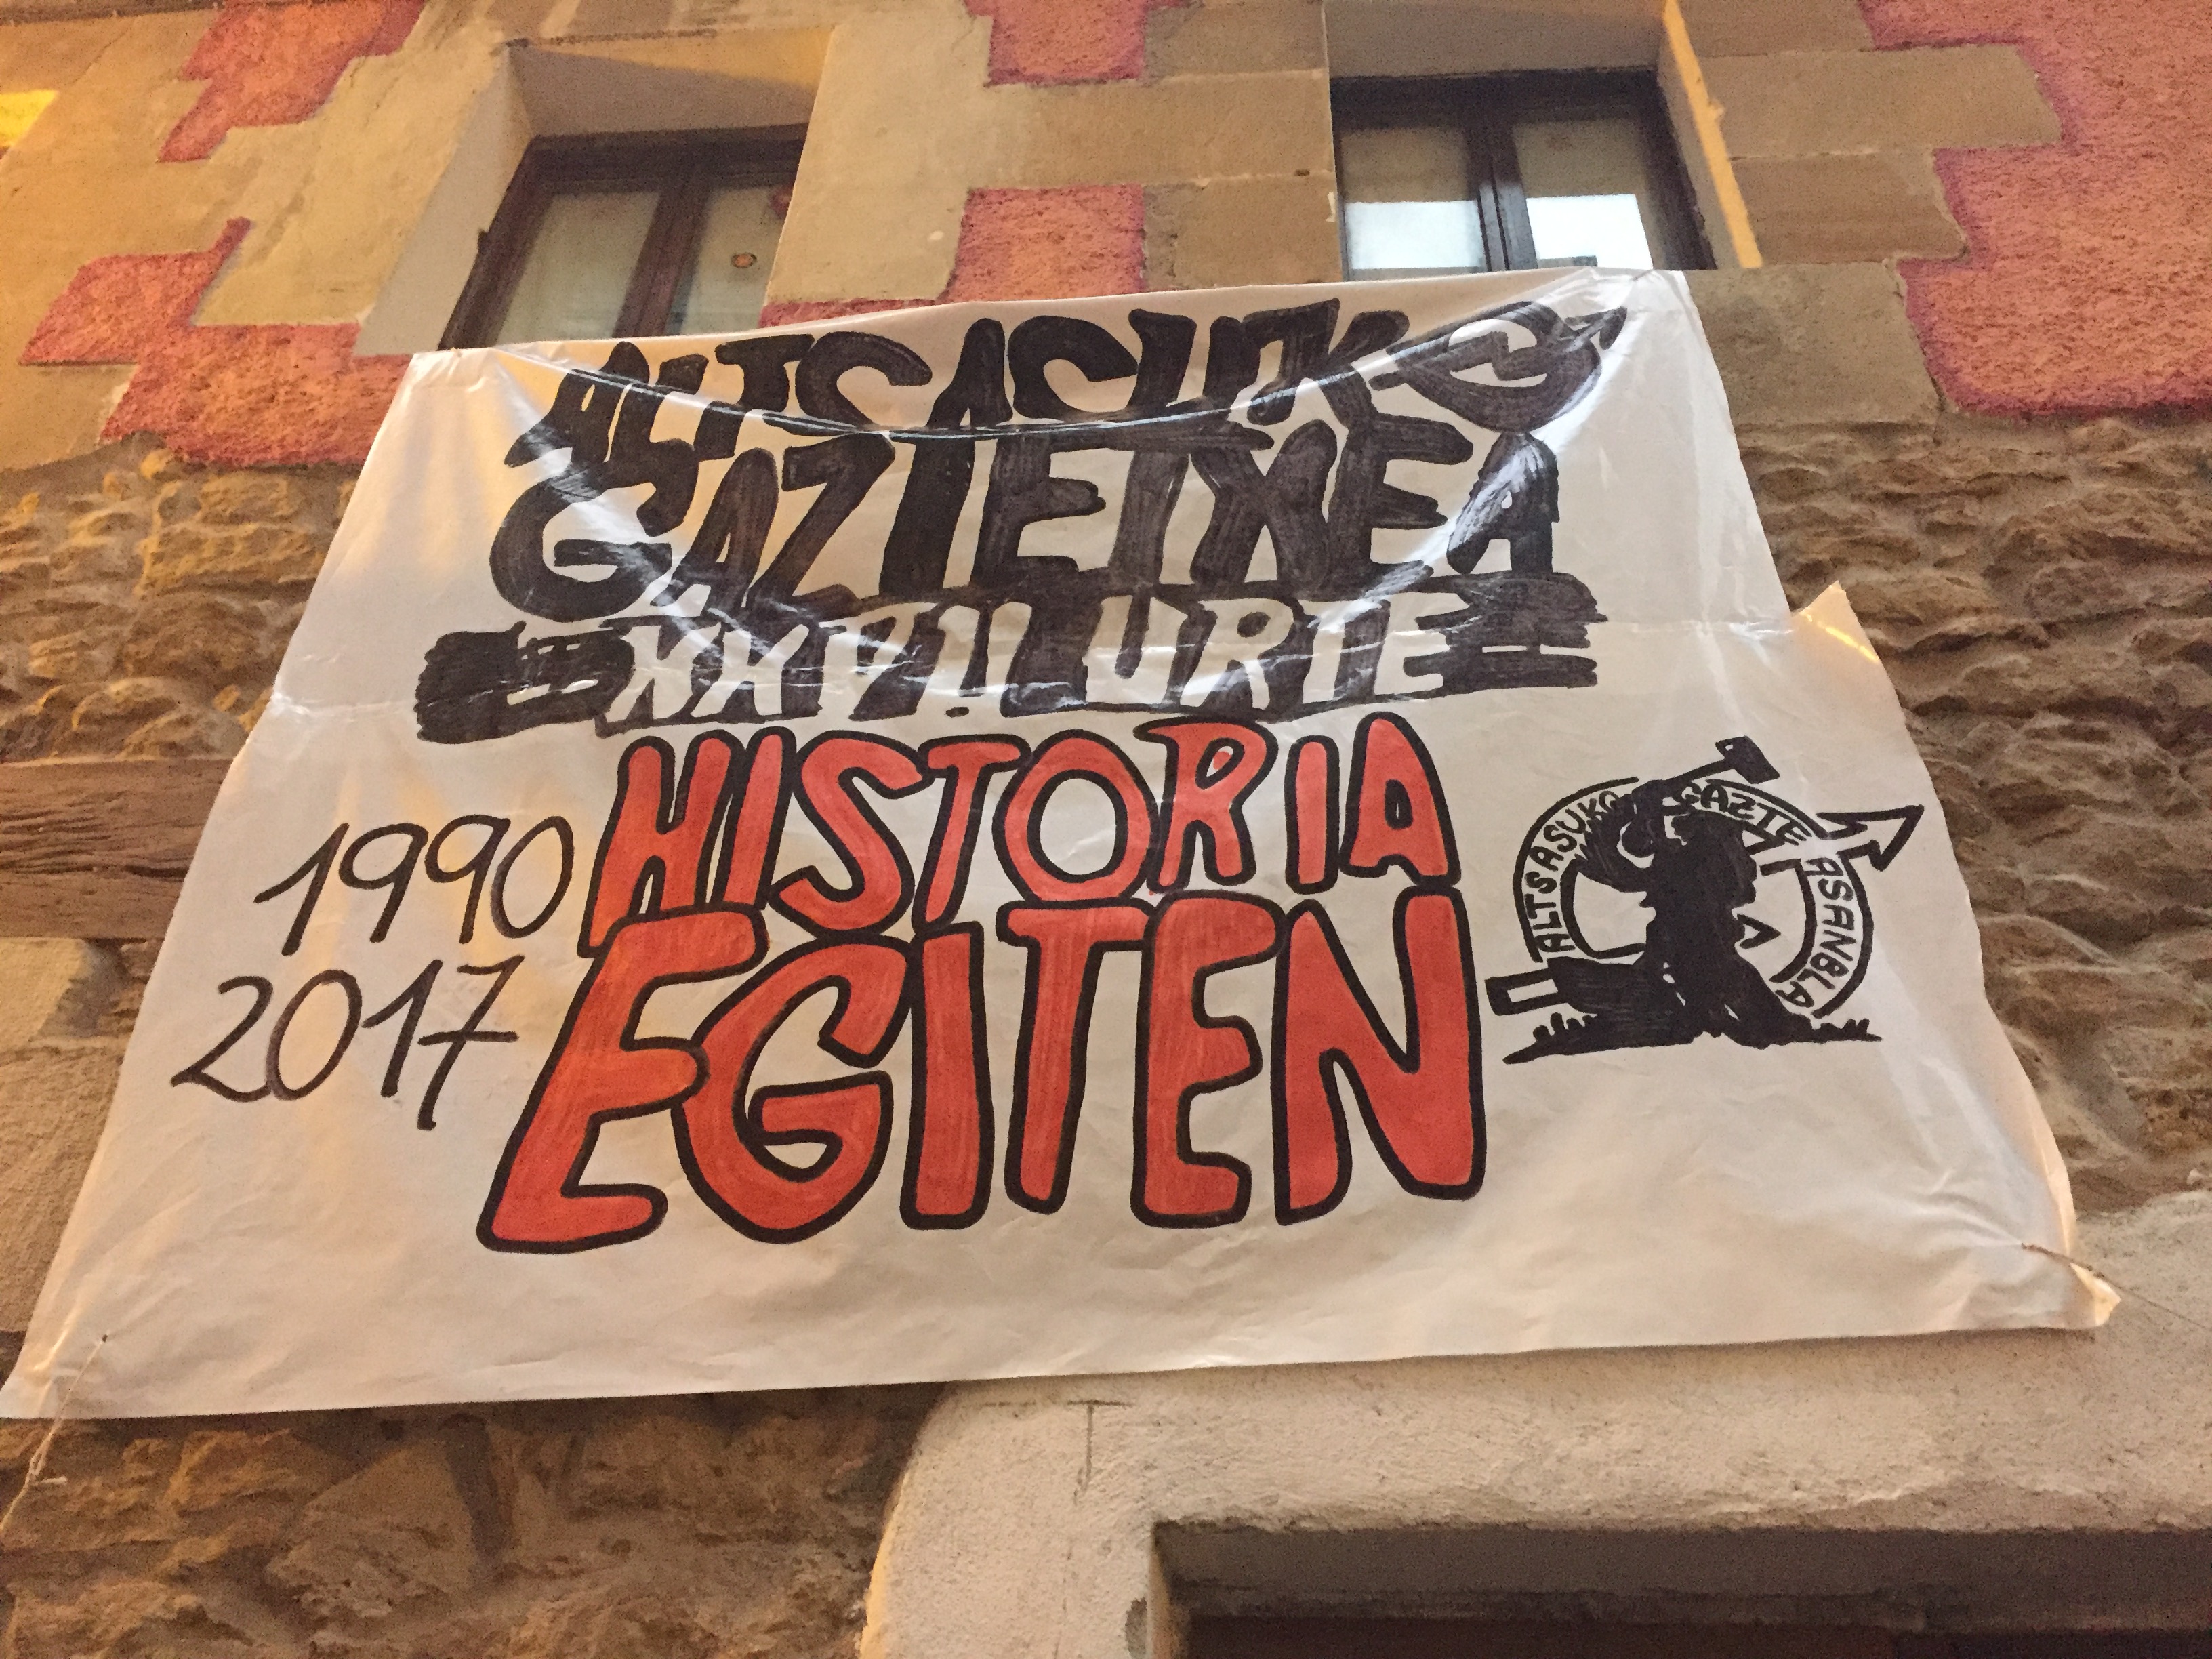 ALTSASUKO
GAZTETXEA
XXVII URTE
1990
2017
HISTORIA
EGITEN
ALTSASUKO GAZTE ASANBLADA